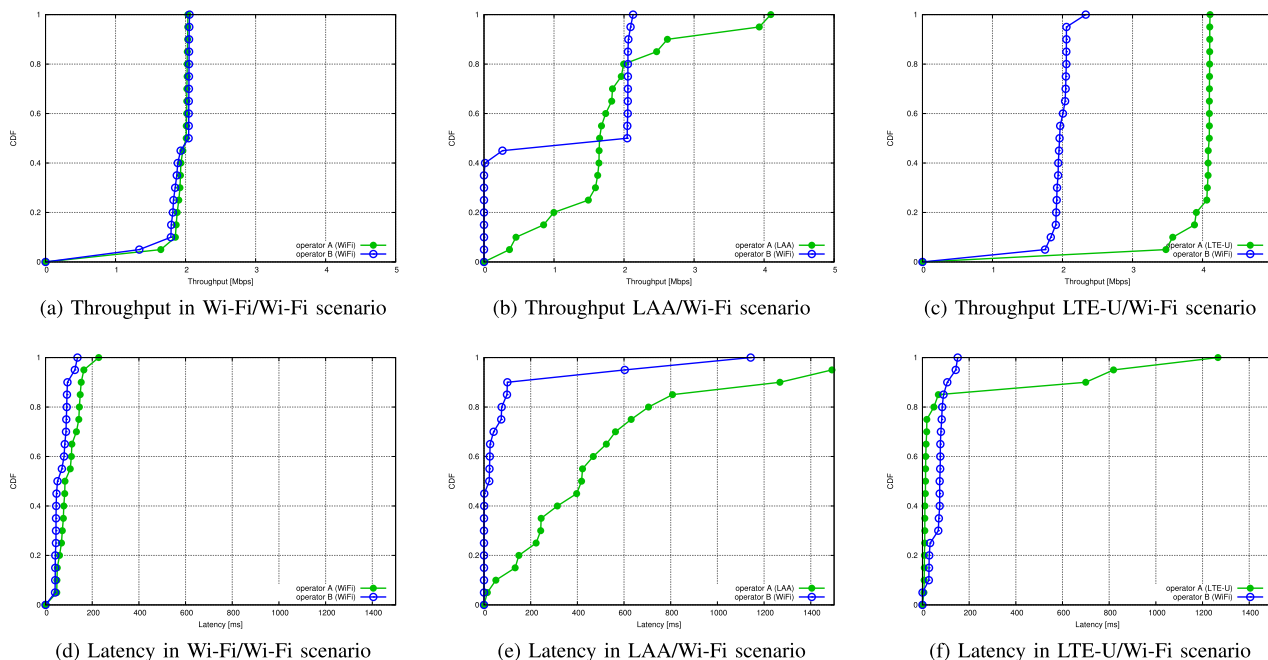 1
0.8
0.6
0.4
0.2
0
CDF
0 1 2 3 4 5
Throughput [Mbps]
operator A (WiFi)
operator B (WiFi)
(a) Throughput in Wi-Fi/Wi-Fi scenario
1
0.8
0.6
0.4
0.2
0
CDF
0 1 2 3 4 5
Throughput [Mbps]
operator A (LAA)
operator B (WiFi)
(b) Throughput LAA/Wi-Fi scenario
1
0.8
0.6
0.4
0.2
0
CDF
0 1 2 3 4
Throughput [Mbps]
operator A (LTE-U)
operator B (WiFi)
(c) Throughput LTE-U/Wi-Fi scenario
1
0.8
0.6
0.4
0.2
0
CDF
0 200 400 600 800 1000 1200 1400
Latency [ms]
operator A (WiFi)
operator B (WiFi)
(d) Latency in Wi-Fi/Wi-Fi scenario
1
0.8
0.6
0.4
0.2
0
CDF
0 200 400 600 800 1000 1200 1400
Latency [ms]
operator A (LAA)
operator B (WiFi)
(e) Latency in LAA/Wi-Fi scenario
1
0.8
0.6
0.4
0.2
0
CDF
0 200 400 600 800 1000 1200 1400
Latency [ms]
operator A (LTE-U)
operator B (WiFi)
(f) Latency in LTE-U/Wi-Fi scenario